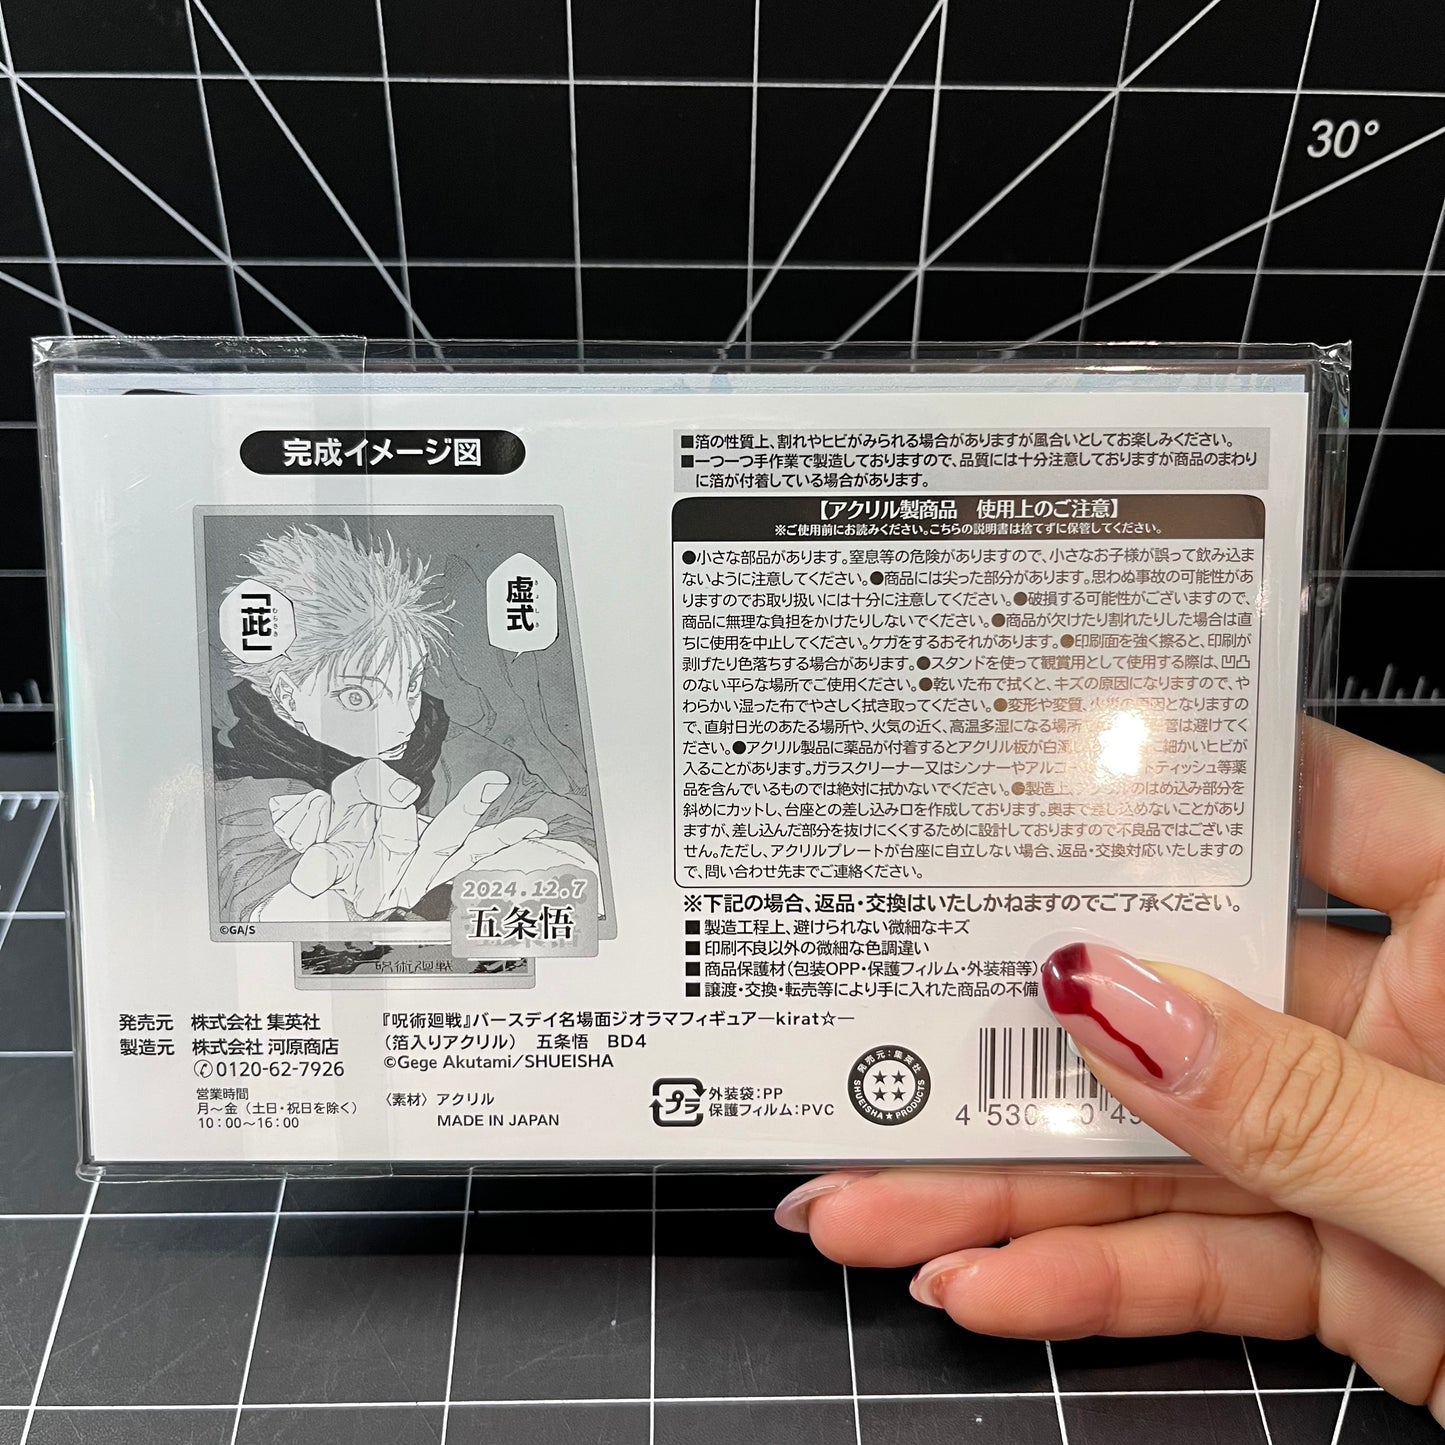 30°
完成イメージ図
虚式
きょしき
「茈」
むらさき
©GA/S
2024.12.7
五条悟
呪術廻戦
■箔の性質上、割れやヒビがみられる場合がありますが風合いとしてお楽しみください。
■一つ一つ手作業で製造しておりますので、品質には十分注意しておりますが商品のまわり
に箔が付着している場合があります。
【アクリル製商品 使用上のご注意】
※ご使用前にお読みください。こちらの説明書は捨てずに保管してください。
●小さな部品があります。窒息等の危険がありますので、小さなお子様が誤って飲み込ま
ないように注意してください。●商品には尖った部分があります。思わぬ事故の可能性があ
りますのでお取り扱いには十分に注意してください。●破損する可能性がございますので、
商品に無理な負担をかけたりしないでください。●商品が欠けたり割れたりした場合は直
ちに使用を中止してください。ケガをするおそれがあります。●印刷面を強く擦ると、印刷が
剥げたり色落ちする場合があります。●スタンドを使って観賞用として使用する際は、凹凸
のない平らな場所でご使用ください。●乾いた布で拭くと、キズの原因になりますので、や
わらかい湿った布でやさしく拭き取ってください。●変形や変質、火災の原因となりますの
で、直射日光のあたる場所や、火気の近く、高温多湿になる場所 管は避けてく
ださい。●アクリル製品に薬品が付着するとアクリル板が白濁し 細かいヒビが
入ることがあります。ガラスクリーナー又はシンナーやアルコー ットティッシュ等薬
品を含んでいるものでは絶対に拭かないでください。●製造上、 のはめ込み部分を
斜めにカットし、台座との差し込み口を作成しております。奥まで差し込めないことがあり
ますが、差し込んだ部分を抜けにくくするために設計しておりますので不良品ではございま
せん。ただし、アクリルプレートが台座に自立しない場合、返品・交換対応いたしますの
で、問い合わせ先までご連絡ください。
※下記の場合、返品・交換はいたしかねますのでご了承ください。
■製造工程上、避けられない微細なキズ
■印刷不良以外の微細な色調違い
■商品保護材(包装OPP・保護フィルム・外装箱等)
■譲渡・交換・転売等により手に入れた商品の不備
発売元 株式会社 集英社
製造元 株式会社 河原商店
0120-62-7926
営業時間
月〜金(土日・祝日を除く)
10:00〜16:00
『呪術廻戦』バースデイ名場面ジオラマフィギュア―kirat☆―
(箔入りアクリル) 五条悟 BD4
©Gege Akutami/SHUEISHA
〈素材〉アクリル
MADE IN JAPAN
プラ
外装袋:PP
保護フィルム:PVC
発売元:集英社
SHUEISHA★PRODUCTS
4 530